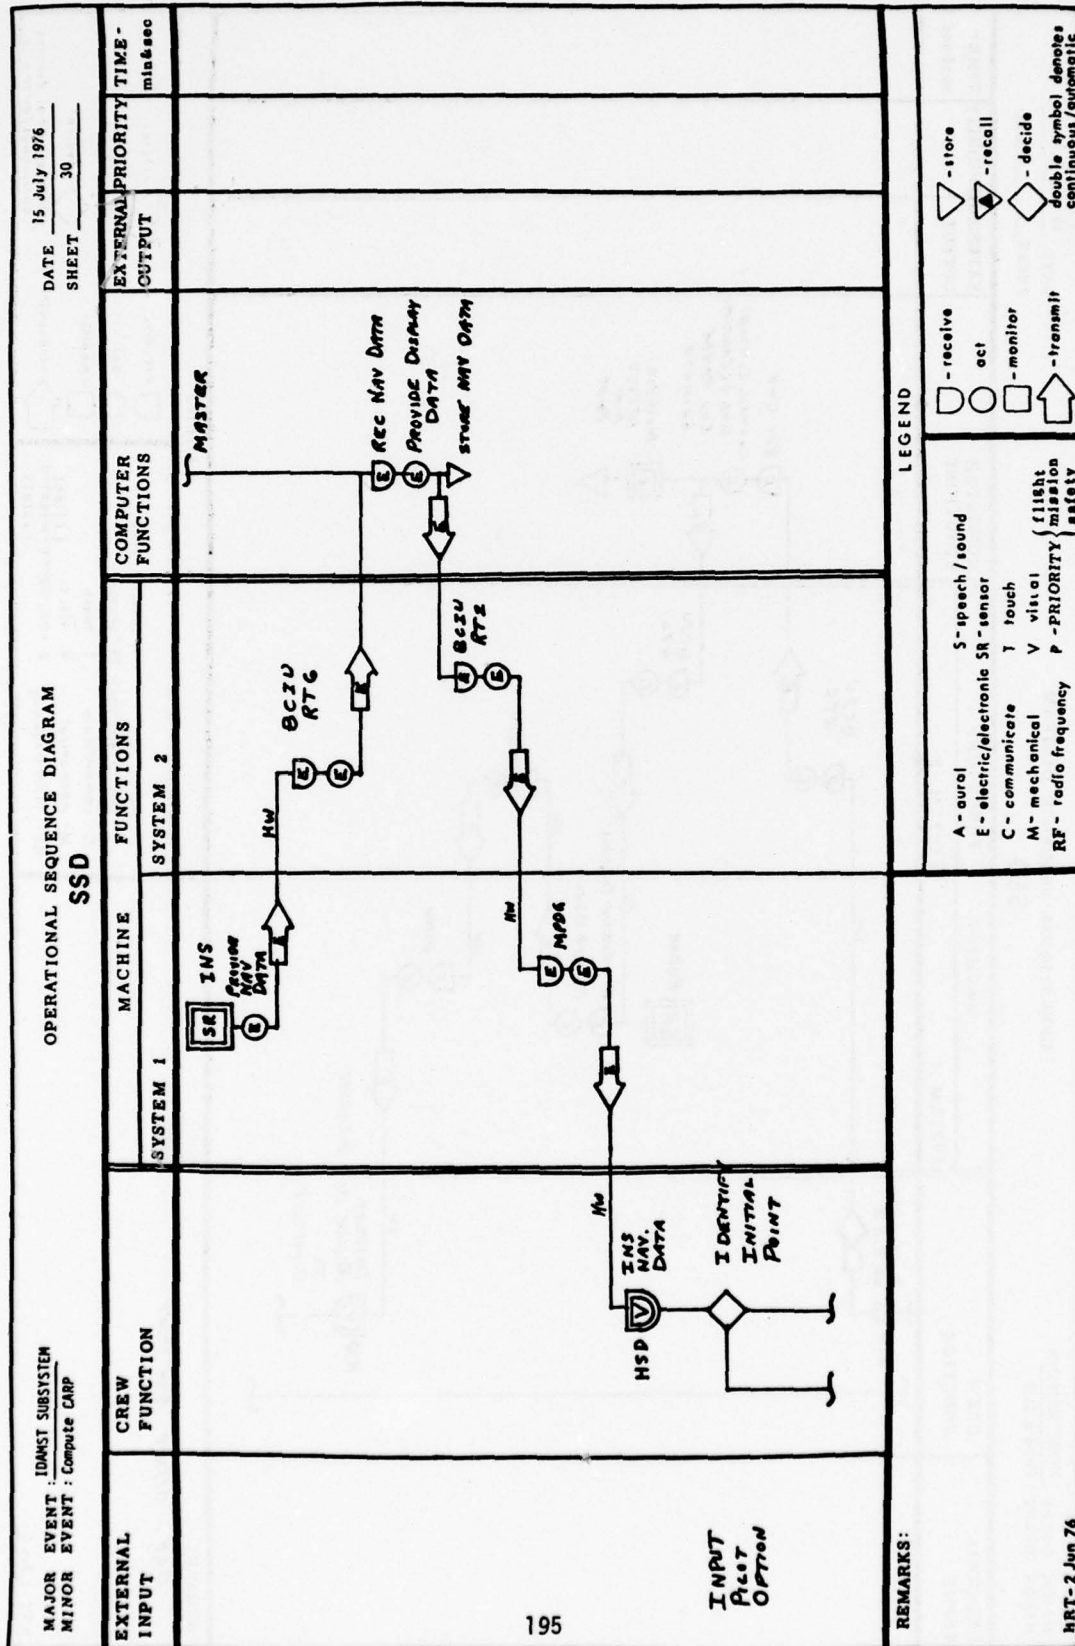 MAJOR EVENT : IDAMST SUBSYSTEM
MINOR EVENT : Compute CARP
OPERATIONAL SEQUENCE DIAGRAM
SSD
DATE 15 July 1976
SHEET 30
EXTERNAL INPUT
CREW FUNCTION
MACHINE FUNCTIONS
SYSTEM 1
SYSTEM 2
COMPUTER FUNCTIONS
EXTERNAL OUTPUT
PRIORITY
TIME-
min&sec
SR
INS
PROVIDE
NAV
DATA
E
E
HW
BCIU
RT6
E
E
E
MASTER
E
REC NAV DATA
E
PROVIDE DISPLAY
DATA
STORE NAV DATA
E
BCIU
RT2
E
E
E
HW
MPDG
E
E
E
HW
HSD
V
INS
NAV.
DATA
IDENTIFY
INITIAL
POINT
INPUT
PILOT
OPTION
195
REMARKS:
LEGEND
A - aural
S - speech / sound
E - electric/electronic
SR - sensor
C - communicate
T touch
M - mechanical
V visual
RF - radio frequency
P - PRIORITY { flight
mission
safety
- receive
- store
act
- recall
- monitor
- decide
- transmit
double symbol denotes
continuous/automatic
HRT-2 Jun 76